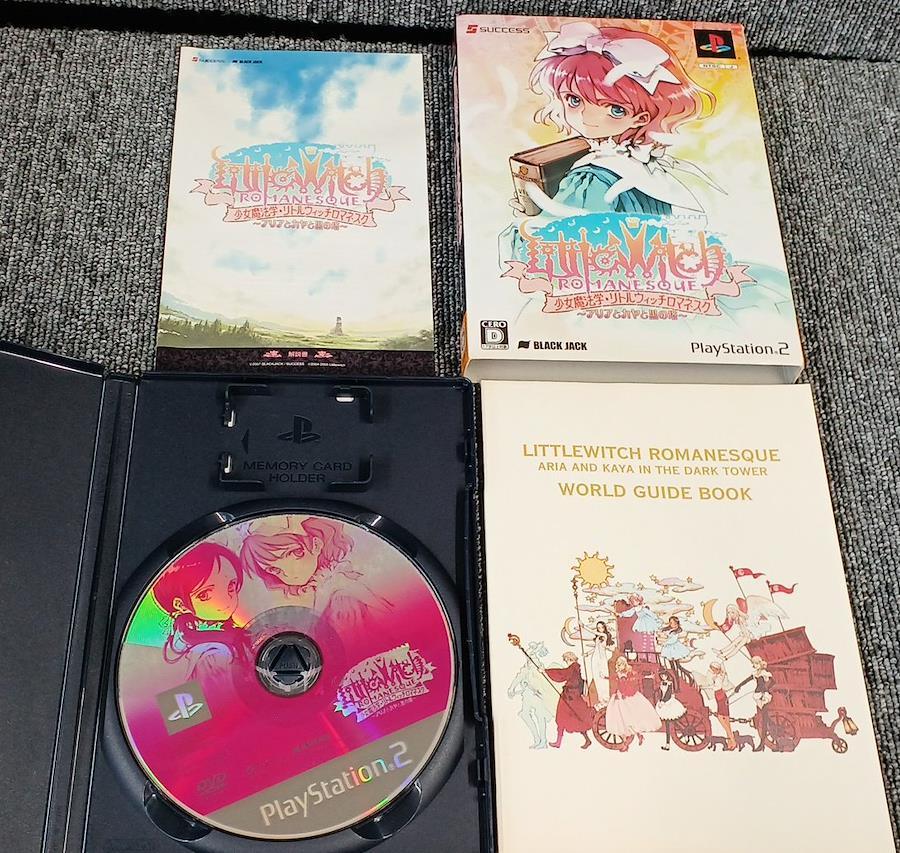 SUCCESS BLACK JACK
LittleWitch
ROMANESQUE
少女魔法学・リトルウィッチロマネスク
～アリアとカヤと黒の塔～
解説書
SUCCESS
LittleWitch
ROMANESQUE
少女魔法学・リトルウィッチロマネスク
～アリアとカヤと黒の塔～
CERO
D
BLACK JACK
PlayStation.2
MEMORY CARD
HOLDER
LittleWitch
ROMANESQUE
PlayStation.2
LITTLEWITCH ROMANESQUE
ARIA AND KAYA IN THE DARK TOWER
WORLD GUIDE BOOK